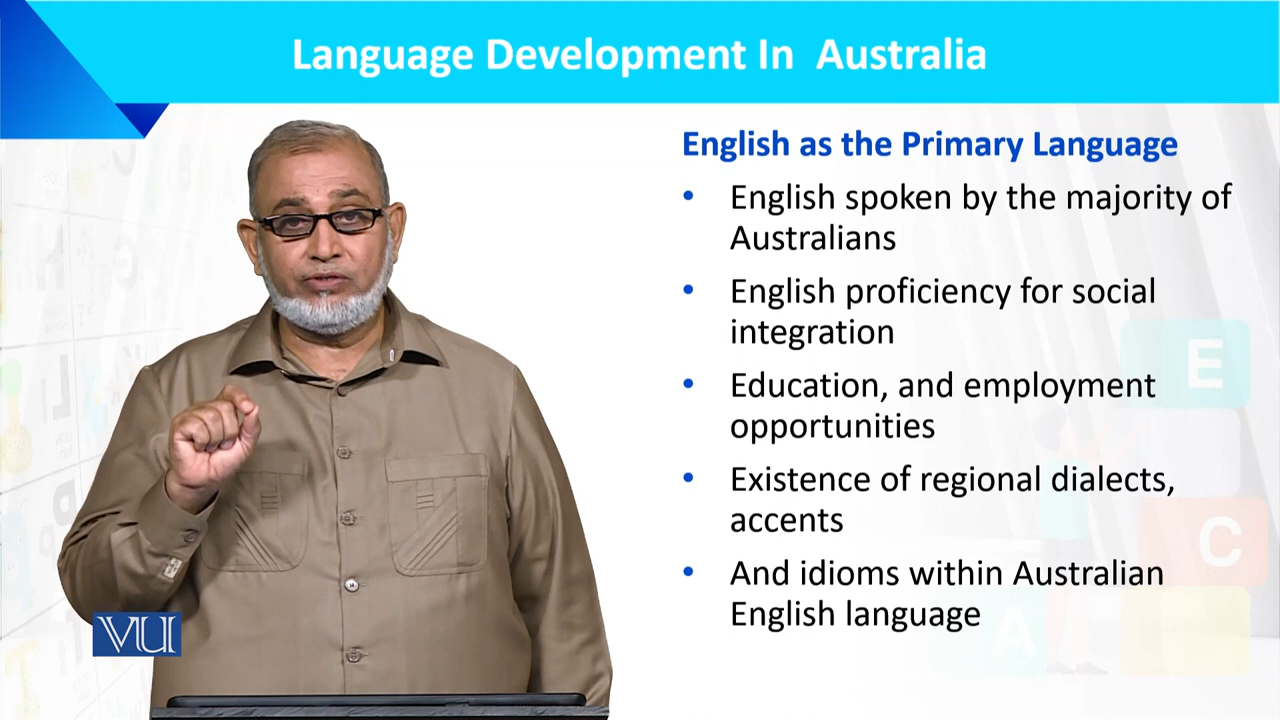 Language Development In  Australia
English as the Primary Language
• English spoken by the majority of
Australians
• English proficiency for social
integration
• Education, and employment
opportunities
• Existence of regional dialects,
accents
• And idioms within Australian
English language
VU
E
C
A